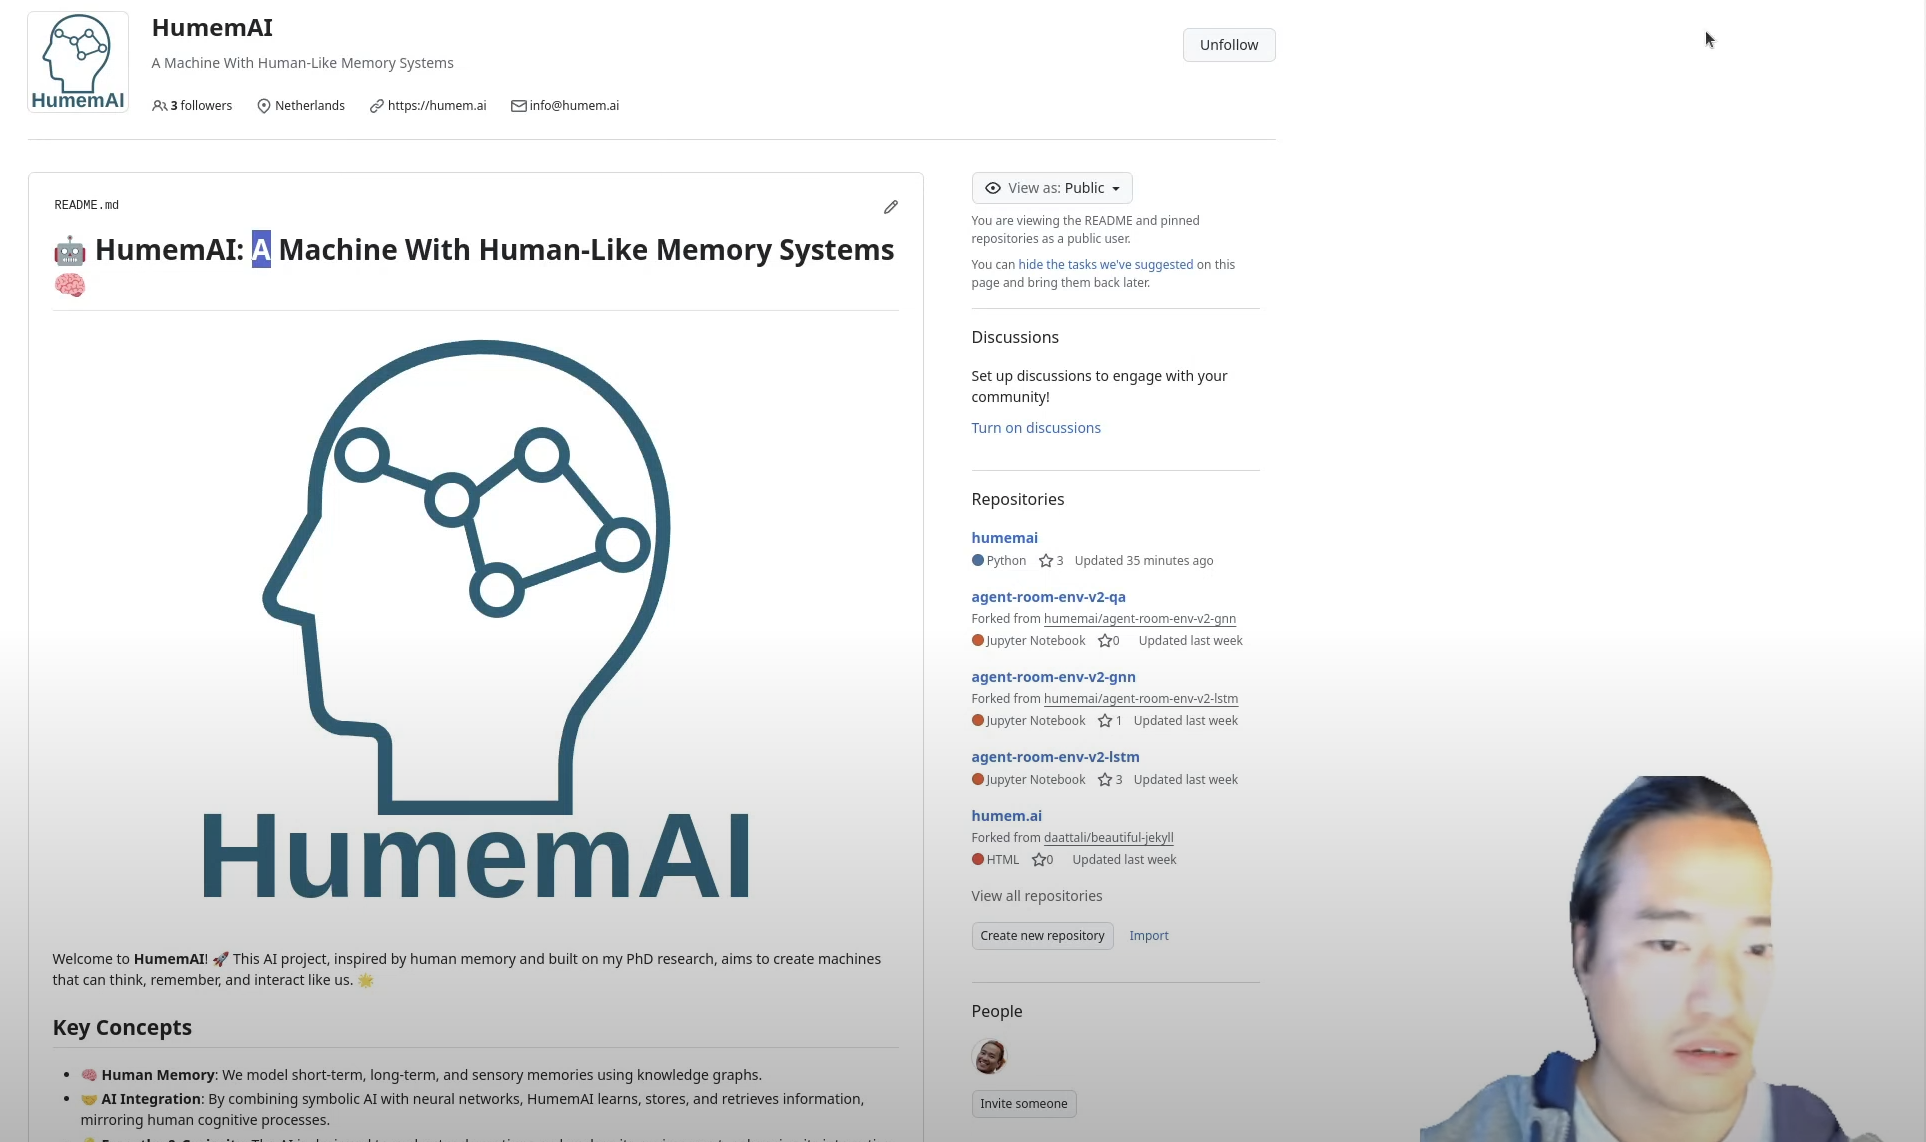 HumemAI
HumemAI
A Machine With Human-Like Memory Systems
3 followers Netherlands https://humem.ai info@humem.ai
Unfollow
README.md
🤖 HumemAI: A Machine With Human-Like Memory Systems
🧠
HumemAI
Welcome to HumemAI! 🚀 This AI project, inspired by human memory and built on my PhD research, aims to create machines
that can think, remember, and interact like us. 🌟
Key Concepts
• 🧠 Human Memory: We model short-term, long-term, and sensory memories using knowledge graphs.
• 🤝 AI Integration: By combining symbolic AI with neural networks, HumemAI learns, stores, and retrieves information,
mirroring human cognitive processes.
View as: Public
You are viewing the README and pinned
repositories as a public user.
You can hide the tasks we've suggested on this
page and bring them back later.
Discussions
Set up discussions to engage with your
community!
Turn on discussions
Repositories
humemai
Python 3 Updated 35 minutes ago
agent-room-env-v2-qa
Forked from humemai/agent-room-env-v2-gnn
Jupyter Notebook 0 Updated last week
agent-room-env-v2-gnn
Forked from humemai/agent-room-env-v2-lstm
Jupyter Notebook 1 Updated last week
agent-room-env-v2-lstm
Jupyter Notebook 3 Updated last week
humem.ai
Forked from daattali/beautiful-jekyll
HTML 0 Updated last week
View all repositories
Create new repository Import
People
Invite someone